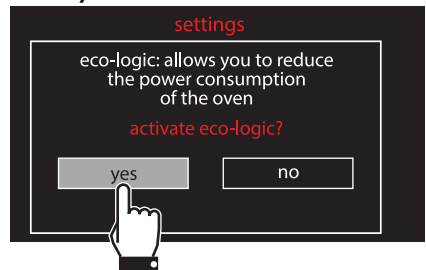 settings
eco-logic: allows you to reduce
the power consumption
of the oven
activate eco-logic?
yes
no